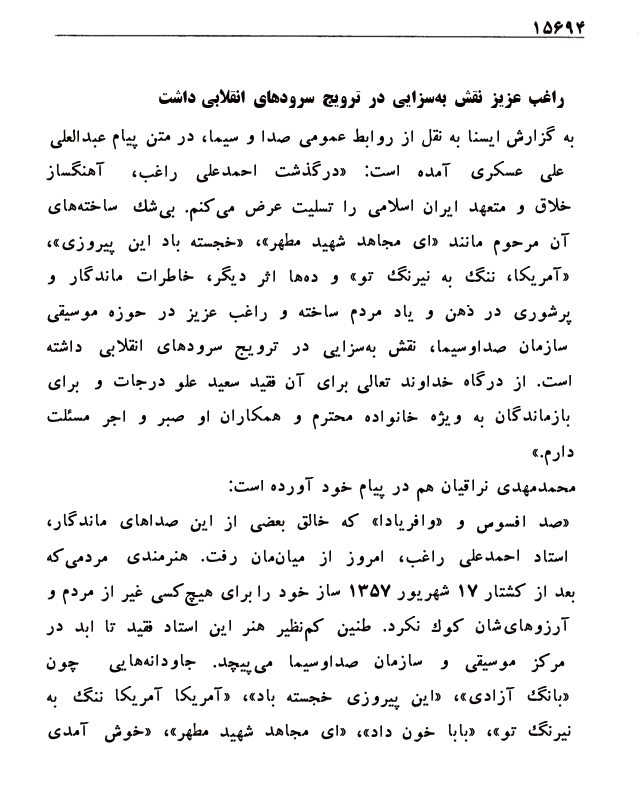 ۱۵۶۹۴
راغب عزیز نقش به‌سزایی در ترویج سرودهای انقلابی داشت
به گزارش ایسنا به نقل از روابط عمومی صدا و سیما، در متن پیام عبدالعلی
علی عسکری آمده است: «درگذشت احمدعلی راغب، آهنگساز
خلاق و متعهد ایران اسلامی را تسلیت عرض می‌کنم. بی‌شك ساخته‌های
آن مرحوم مانند «ای مجاهد شهید مطهر»، «خجسته باد این پیروزی»،
«آمریکا، ننگ به نیرنگ تو» و ده‌ها اثر دیگر، خاطرات ماندگار و
پرشوری در ذهن و یاد مردم ساخته و راغب عزیز در حوزه موسیقی
سازمان صداوسیما، نقش به‌سزایی در ترویج سرودهای انقلابی داشته
است. از درگاه خداوند تعالی برای آن فقید سعید علو درجات و برای
بازماندگان به ویژه خانواده محترم و همکاران او صبر و اجر مسئلت
دارم.»
محمدمهدی نراقیان هم در پیام خود آورده است:
«صد افسوس و «وافریادا» که خالق بعضی از این صداهای ماندگار،
استاد احمدعلی راغب، امروز از میان‌مان رفت. هنرمندی مردمی‌که
بعد از کشتار ۱۷ شهریور ۱۳۵۷ ساز خود را برای هیچ‌کسی غیر از مردم و
آرزوهای‌شان کوك نکرد. طنین کم‌نظیر هنر این استاد فقید تا ابد در
مرکز موسیقی و سازمان صداوسیما می‌پیچد. جاودانه‌هایی چون
«بانگ آزادی»، «این پیروزی خجسته باد»، «آمریکا آمریکا ننگ به
نیرنگ تو»، «بابا خون داد»، «ای مجاهد شهید مطهر»، «خوش آمدی